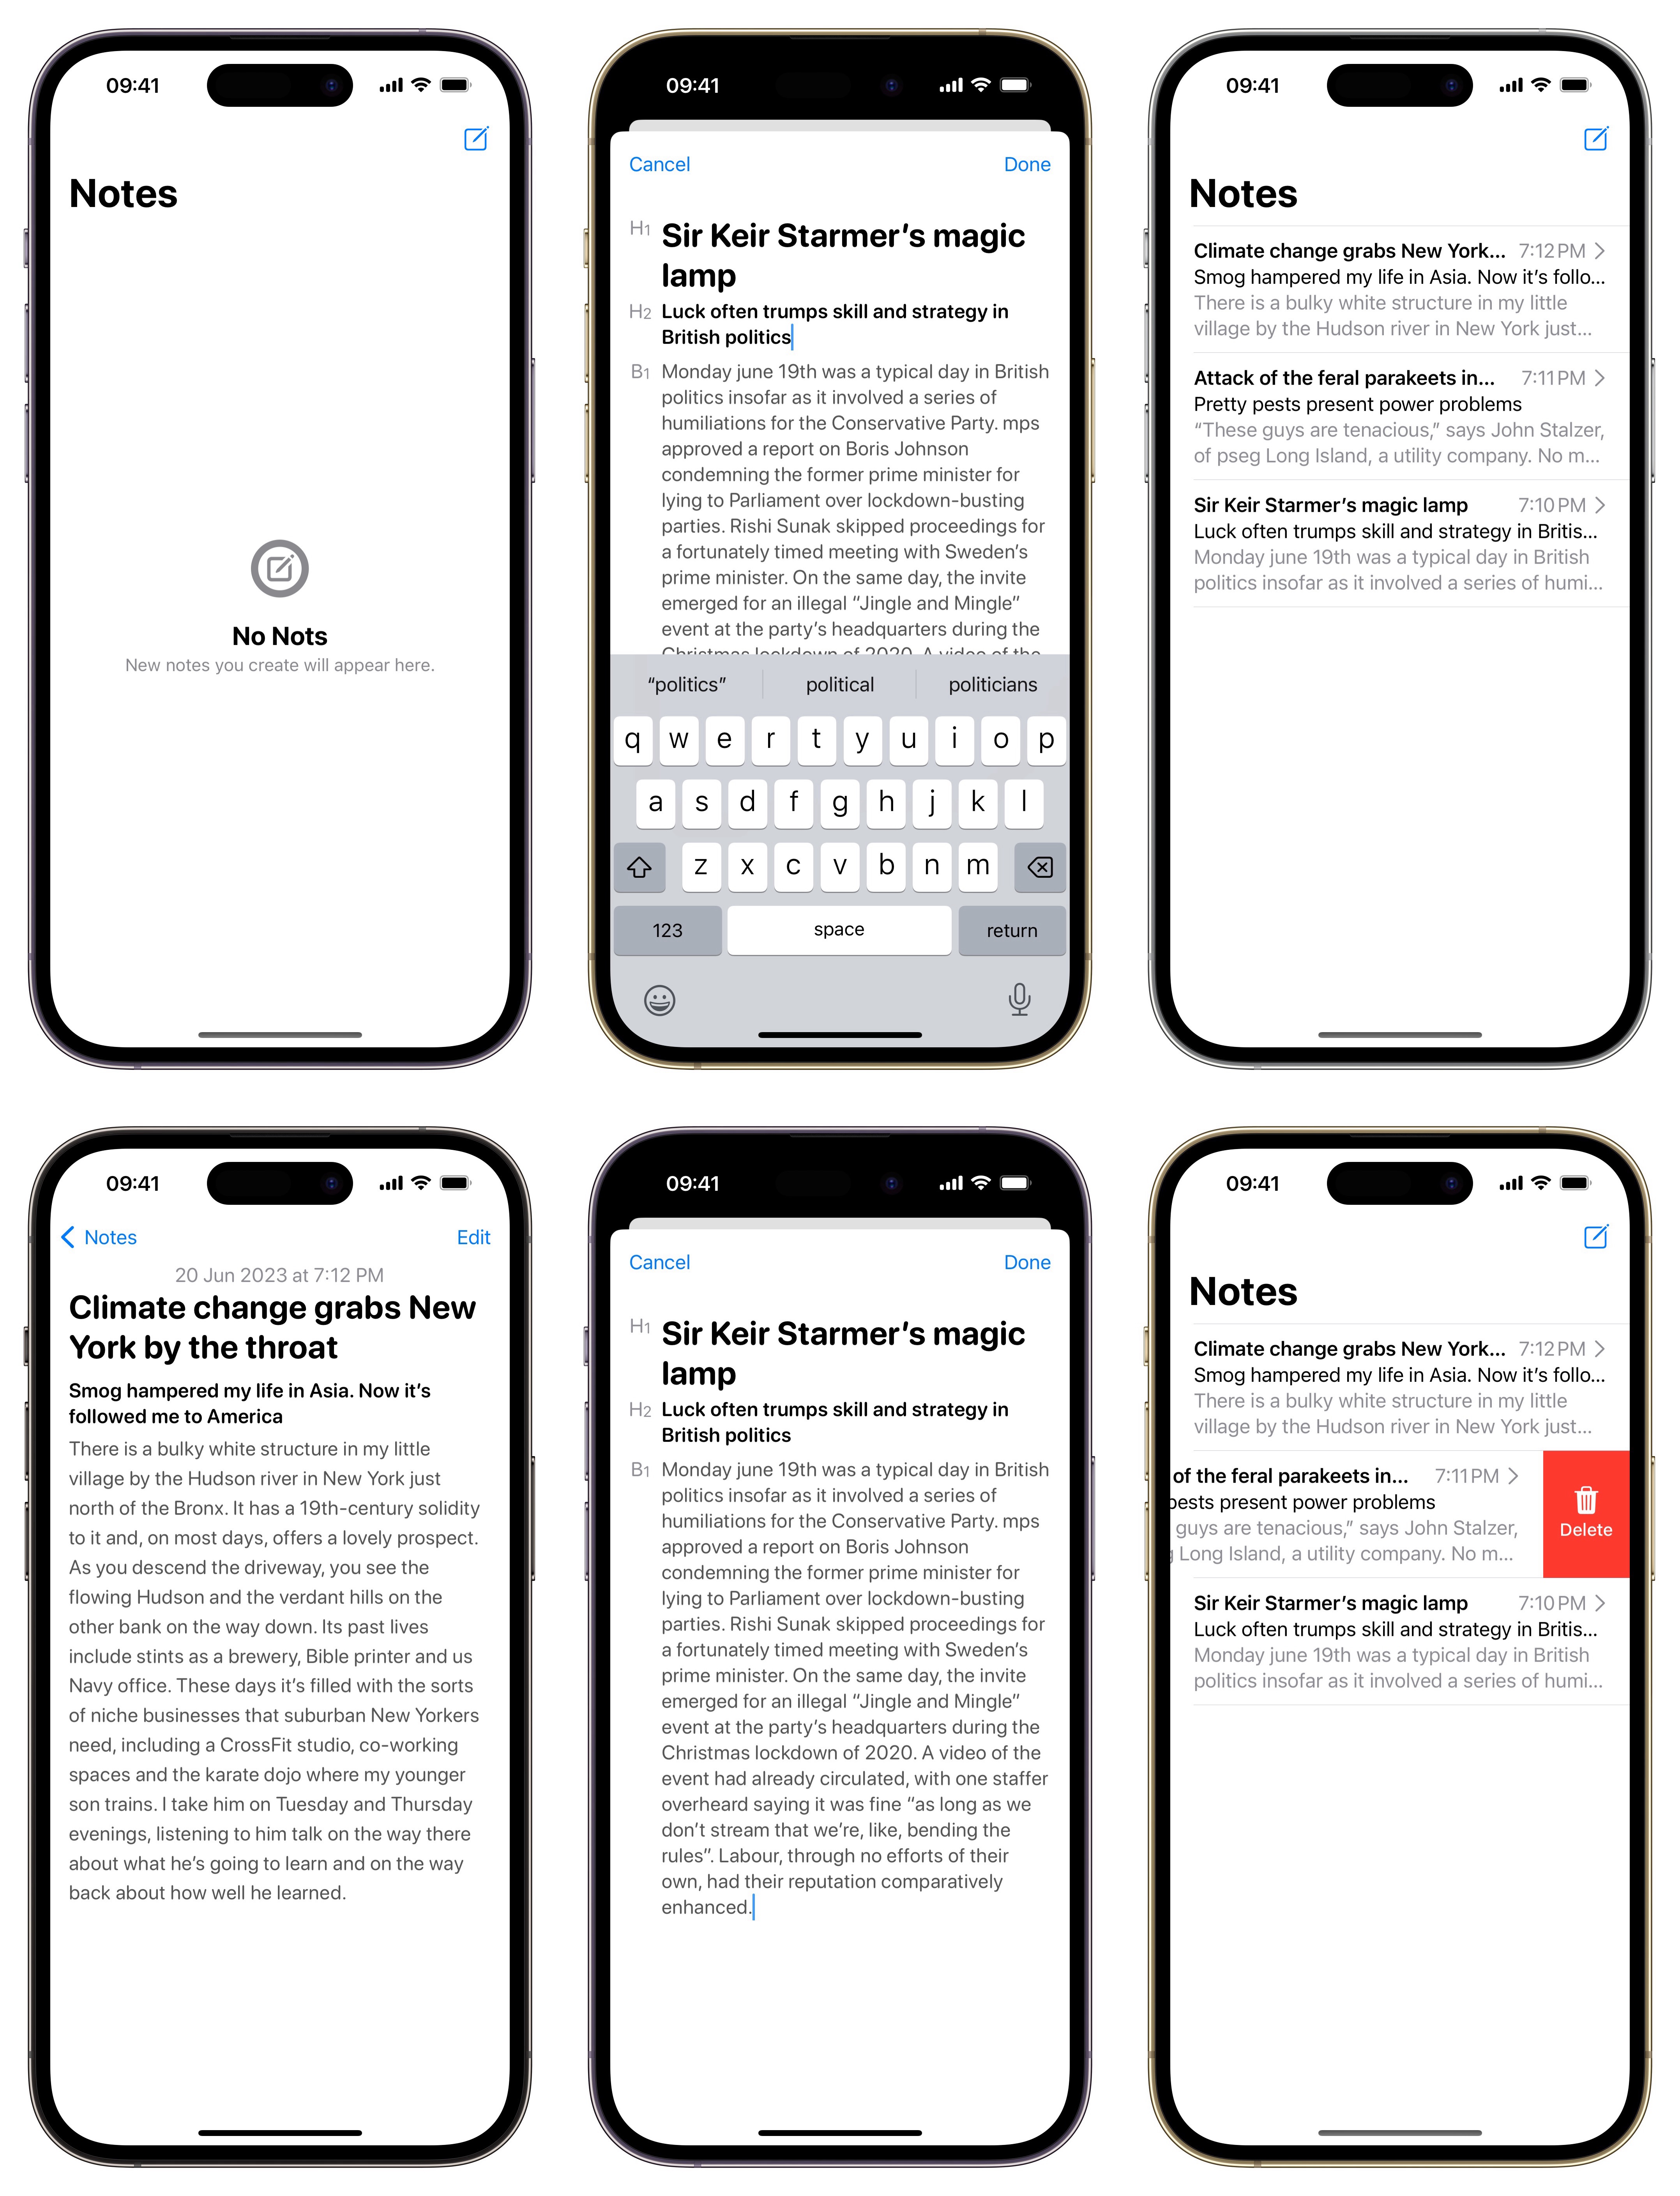 09:41
Notes
No Nots
New notes you create will appear here.
09:41
Cancel Done
H1 Sir Keir Starmer’s magic
lamp
H2 Luck often trumps skill and strategy in
British politics
B1 Monday june 19th was a typical day in British
politics insofar as it involved a series of
humiliations for the Conservative Party. mps
approved a report on Boris Johnson
condemning the former prime minister for
lying to Parliament over lockdown-busting
parties. Rishi Sunak skipped proceedings for
a fortunately timed meeting with Sweden’s
prime minister. On the same day, the invite
emerged for an illegal “Jingle and Mingle”
event at the party’s headquarters during the
Christmas lockdown of 2020. A video of the
“politics” political politicians
q w e r t y u i o p
a s d f g h j k l
z x c v b n m
123 space return
09:41
Notes
Climate change grabs New York... 7:12 PM
Smog hampered my life in Asia. Now it’s follo...
There is a bulky white structure in my little
village by the Hudson river in New York just...
Attack of the feral parakeets in... 7:11 PM
Pretty pests present power problems
“These guys are tenacious,” says John Stalzer,
of pseg Long Island, a utility company. No m...
Sir Keir Starmer’s magic lamp 7:10 PM
Luck often trumps skill and strategy in Britis...
Monday june 19th was a typical day in British
politics insofar as it involved a series of humi...
09:41
Notes Edit
20 Jun 2023 at 7:12 PM
Climate change grabs New
York by the throat
Smog hampered my life in Asia. Now it’s
followed me to America
There is a bulky white structure in my little
village by the Hudson river in New York just
north of the Bronx. It has a 19th-century solidity
to it and, on most days, offers a lovely prospect.
As you descend the driveway, you see the
flowing Hudson and the verdant hills on the
other bank on the way down. Its past lives
include stints as a brewery, Bible printer and us
Navy office. These days it’s filled with the sorts
of niche businesses that suburban New Yorkers
need, including a CrossFit studio, co-working
spaces and the karate dojo where my younger
son trains. I take him on Tuesday and Thursday
evenings, listening to him talk on the way there
about what he’s going to learn and on the way
back about how well he learned.
09:41
Cancel Done
H1 Sir Keir Starmer’s magic
lamp
H2 Luck often trumps skill and strategy in
British politics
B1 Monday june 19th was a typical day in British
politics insofar as it involved a series of
humiliations for the Conservative Party. mps
approved a report on Boris Johnson
condemning the former prime minister for
lying to Parliament over lockdown-busting
parties. Rishi Sunak skipped proceedings for
a fortunately timed meeting with Sweden’s
prime minister. On the same day, the invite
emerged for an illegal “Jingle and Mingle”
event at the party’s headquarters during the
Christmas lockdown of 2020. A video of the
event had already circulated, with one staffer
overheard saying it was fine “as long as we
don’t stream that we’re, like, bending the
rules”. Labour, through no efforts of their
own, had their reputation comparatively
enhanced.
09:41
Notes
Climate change grabs New York... 7:12 PM
Smog hampered my life in Asia. Now it’s follo...
There is a bulky white structure in my little
village by the Hudson river in New York just...
of the feral parakeets in... 7:11 PM
pests present power problems
guys are tenacious,” says John Stalzer,
Long Island, a utility company. No m...
Delete
Sir Keir Starmer’s magic lamp 7:10 PM
Luck often trumps skill and strategy in Britis...
Monday june 19th was a typical day in British
politics insofar as it involved a series of humi...